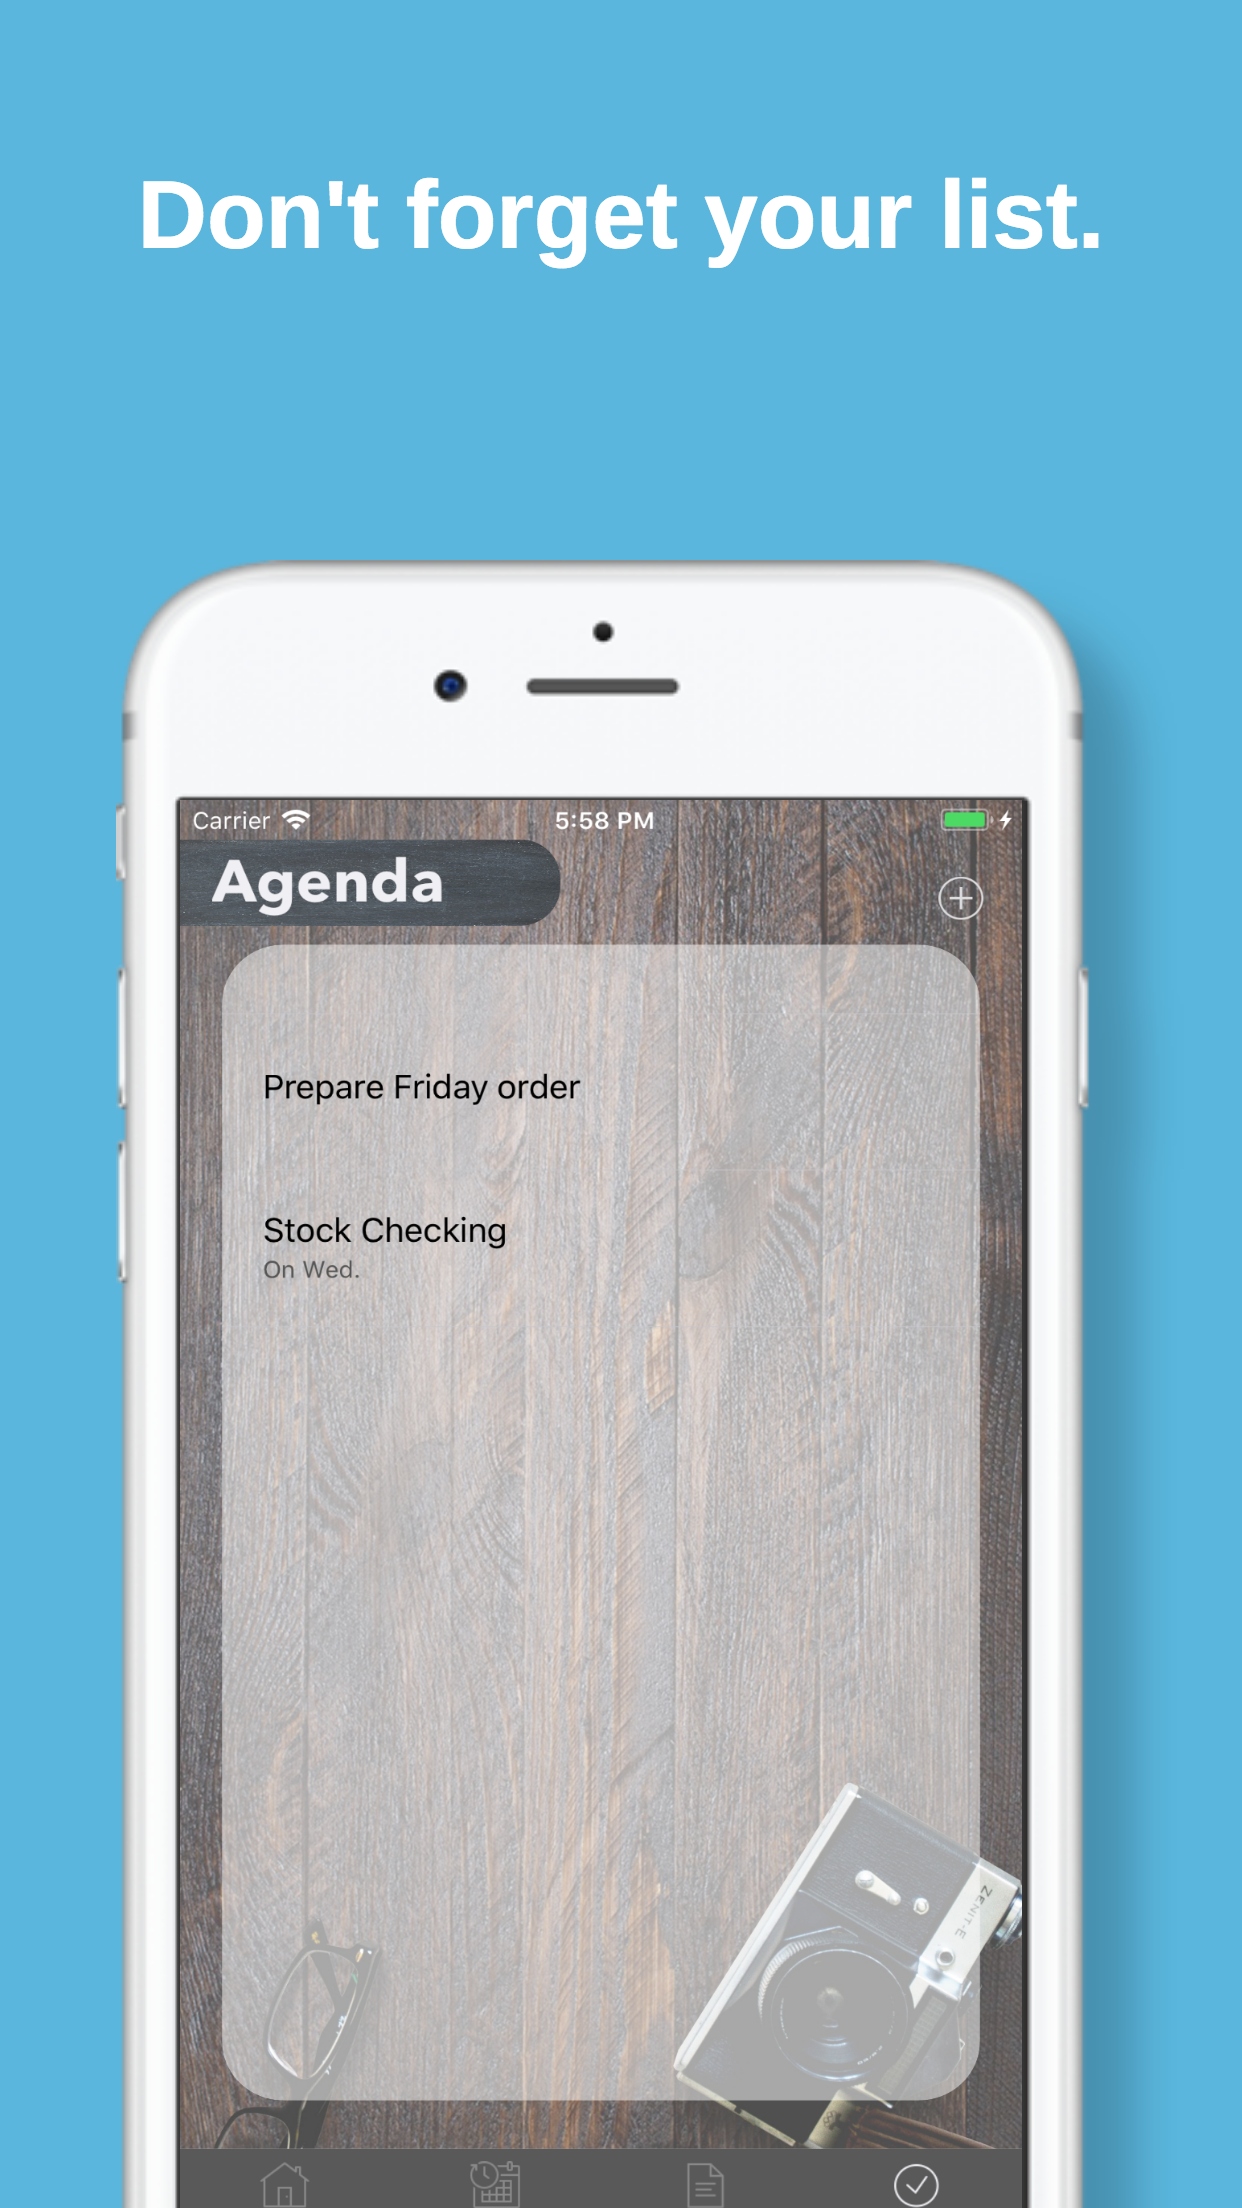 Don't forget your list.
Carrier 5:58 PM
Agenda
Prepare Friday order
Stock Checking
On Wed.
ZENIT-E